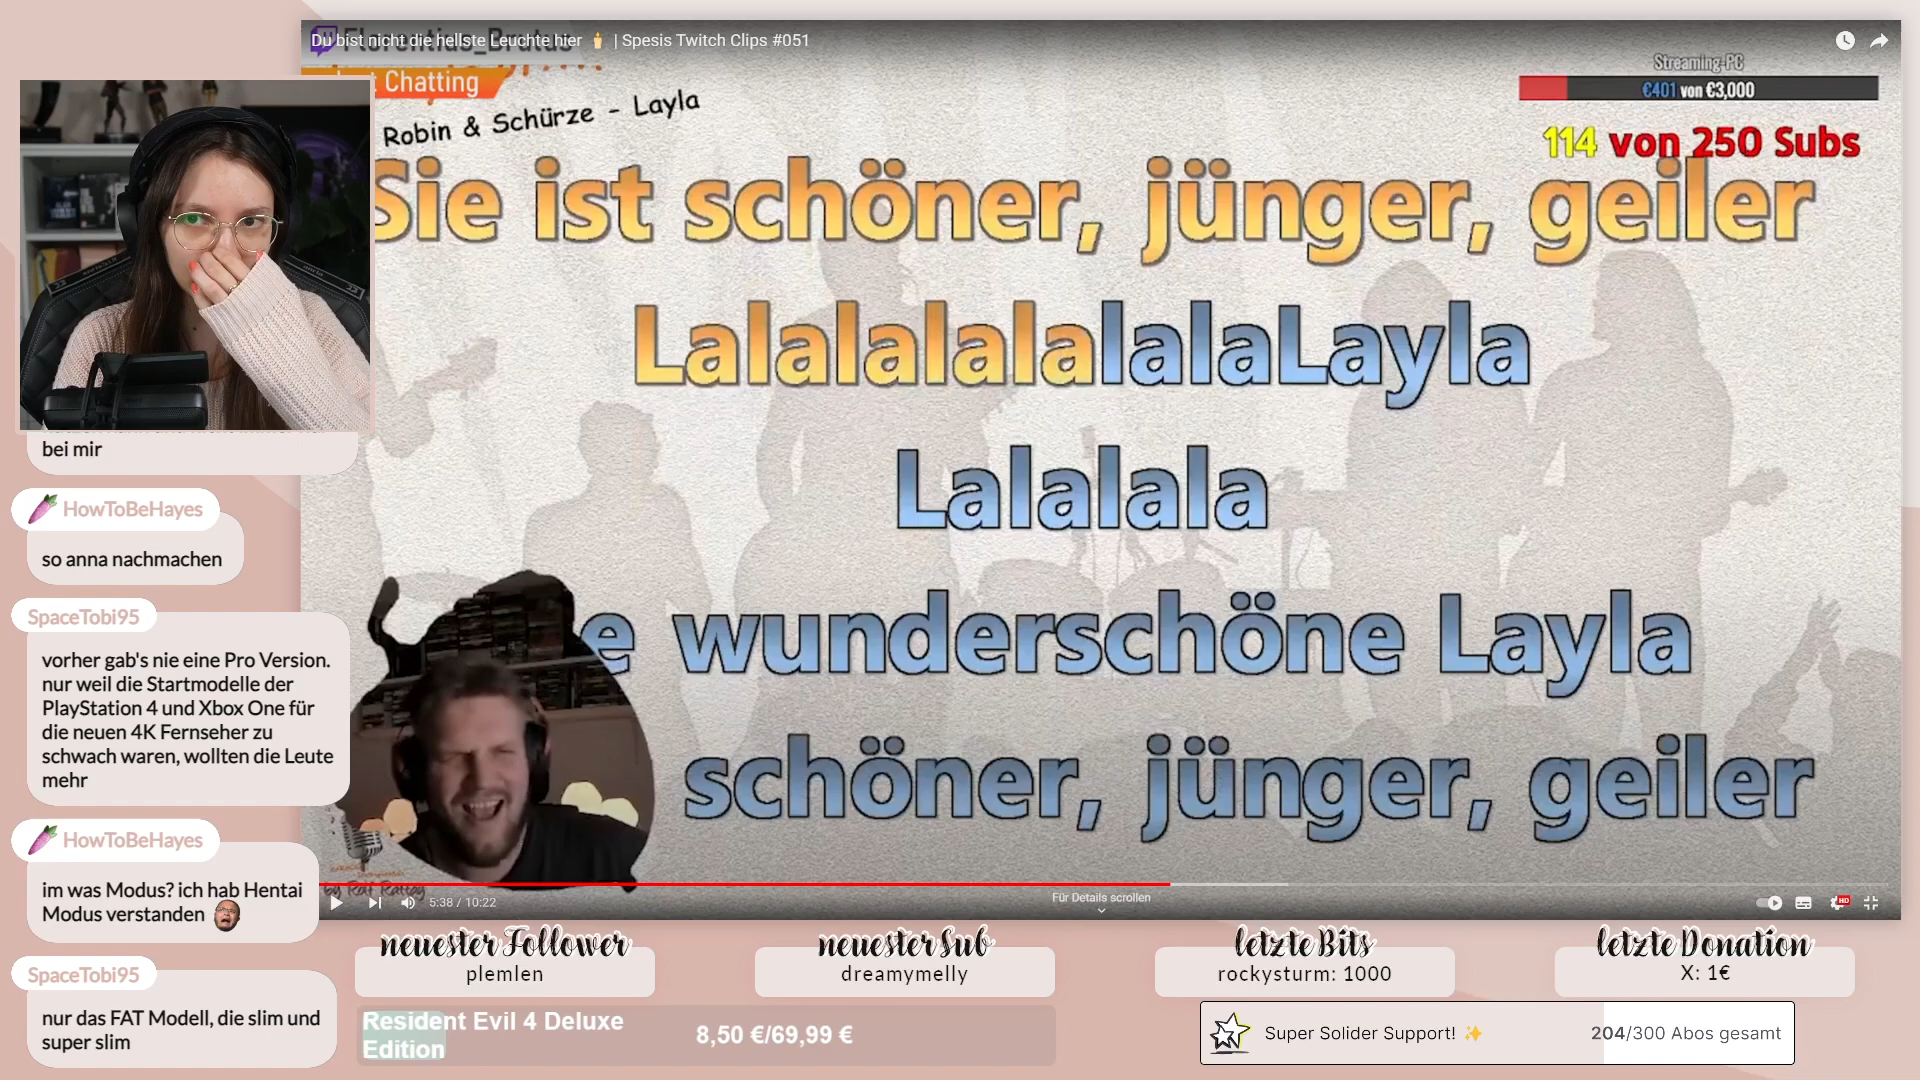 Du bist nicht die hellste Leuchte hier 🕯️ | Spesis Twitch Clips #051
Chatting
Robin & Schürze - Layla
Streaming-PC
€401 von €3,000
114 von 250 Subs
Sie ist schöner, jünger, geiler
LalalalalalalaLayla
Lalalala
e wunderschöne Layla
schöner, jünger, geiler
bei mir
HowToBeHayes
so anna nachmachen
SpaceTobi95
vorher gab's nie eine Pro Version.
nur weil die Startmodelle der
PlayStation 4 und Xbox One für
die neuen 4K Fernseher zu
schwach waren, wollten die Leute
mehr
HowToBeHayes
im was Modus? ich hab Hentai
Modus verstanden
SpaceTobi95
nur das FAT Modell, die slim und
super slim
by Ralf Rattay
5:38 / 10:22
Für Details scrollen
HD
neuester Follower
plemlen
neuester Sub
dreamymelly
letzte Bits
rockysturm: 1000
letzte Donation
X: 1€
Resident Evil 4 Deluxe
Edition
8,50 €/69,99 €
Super Solider Support! ✨
204/300 Abos gesamt